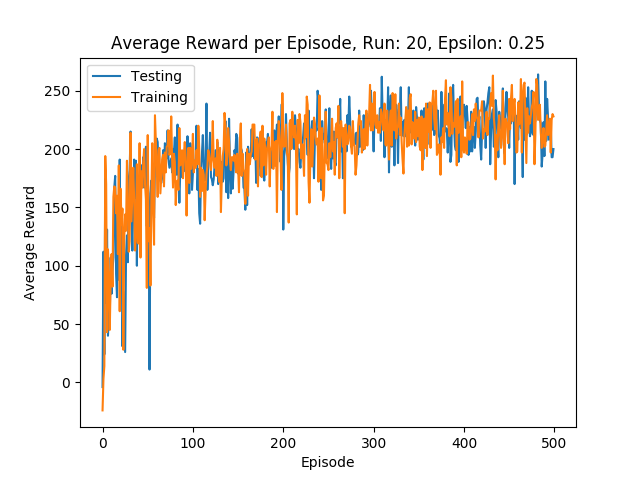 Average Reward per Episode, Run: 20, Epsilon: 0.25
Testing
Training
Average Reward
250
200
150
100
50
0
0 100 200 300 400 500
Episode